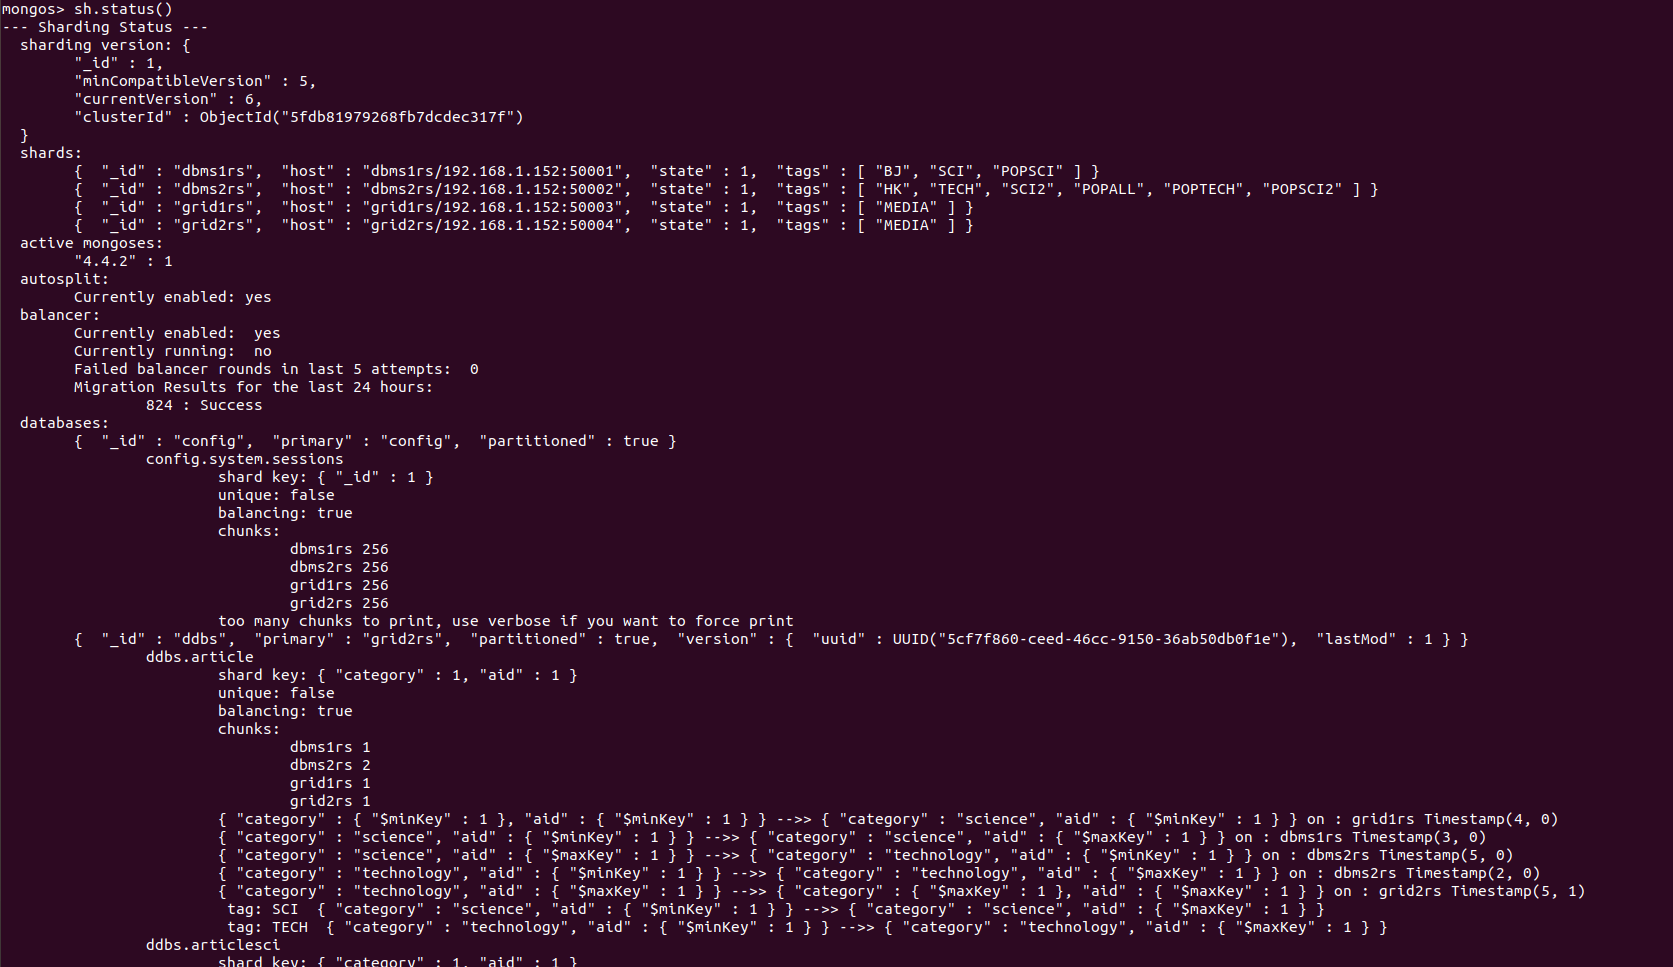 mongos> sh.status()
--- Sharding Status ---
  sharding version: {
        "_id" : 1,
        "minCompatibleVersion" : 5,
        "currentVersion" : 6,
        "clusterId" : ObjectId("5fdb81979268fb7dcdec317f")
  }
  shards:
        {  "_id" : "dbms1rs",  "host" : "dbms1rs/192.168.1.152:50001",  "state" : 1,  "tags" : [ "BJ", "SCI", "POPSCI" ] }
        {  "_id" : "dbms2rs",  "host" : "dbms2rs/192.168.1.152:50002",  "state" : 1,  "tags" : [ "HK", "TECH", "SCI2", "POPALL", "POPTECH", "POPSCI2" ] }
        {  "_id" : "grid1rs",  "host" : "grid1rs/192.168.1.152:50003",  "state" : 1,  "tags" : [ "MEDIA" ] }
        {  "_id" : "grid2rs",  "host" : "grid2rs/192.168.1.152:50004",  "state" : 1,  "tags" : [ "MEDIA" ] }
  active mongoses:
        "4.4.2" : 1
  autosplit:
        Currently enabled: yes
  balancer:
        Currently enabled:  yes
        Currently running:  no
        Failed balancer rounds in last 5 attempts:  0
        Migration Results for the last 24 hours:
                824 : Success
  databases:
        {  "_id" : "config",  "primary" : "config",  "partitioned" : true }
                config.system.sessions
                        shard key: { "_id" : 1 }
                        unique: false
                        balancing: true
                        chunks:
                                dbms1rs 256
                                dbms2rs 256
                                grid1rs 256
                                grid2rs 256
                        too many chunks to print, use verbose if you want to force print
        {  "_id" : "ddbs",  "primary" : "grid2rs",  "partitioned" : true,  "version" : {  "uuid" : UUID("5cf7f860-ceed-46cc-9150-36ab50db0f1e"),  "lastMod" : 1 } }
                ddbs.article
                        shard key: { "category" : 1, "aid" : 1 }
                        unique: false
                        balancing: true
                        chunks:
                                dbms1rs 1
                                dbms2rs 2
                                grid1rs 1
                                grid2rs 1
                        { "category" : { "$minKey" : 1 }, "aid" : { "$minKey" : 1 } } -->> { "category" : "science", "aid" : { "$minKey" : 1 } } on : grid1rs Timestamp(4, 0)
                        { "category" : "science", "aid" : { "$minKey" : 1 } } -->> { "category" : "science", "aid" : { "$maxKey" : 1 } } on : dbms1rs Timestamp(3, 0)
                        { "category" : "science", "aid" : { "$maxKey" : 1 } } -->> { "category" : "technology", "aid" : { "$minKey" : 1 } } on : dbms2rs Timestamp(5, 0)
                        { "category" : "technology", "aid" : { "$minKey" : 1 } } -->> { "category" : "technology", "aid" : { "$maxKey" : 1 } } on : dbms2rs Timestamp(2, 0)
                        { "category" : "technology", "aid" : { "$maxKey" : 1 } } -->> { "category" : { "$maxKey" : 1 }, "aid" : { "$maxKey" : 1 } } on : grid2rs Timestamp(5, 1)
                         tag: SCI  { "category" : "science", "aid" : { "$minKey" : 1 } } -->> { "category" : "science", "aid" : { "$maxKey" : 1 } }
                         tag: TECH  { "category" : "technology", "aid" : { "$minKey" : 1 } } -->> { "category" : "technology", "aid" : { "$maxKey" : 1 } }
                ddbs.articlesci
                        shard key: { "category" : 1, "aid" : 1 }